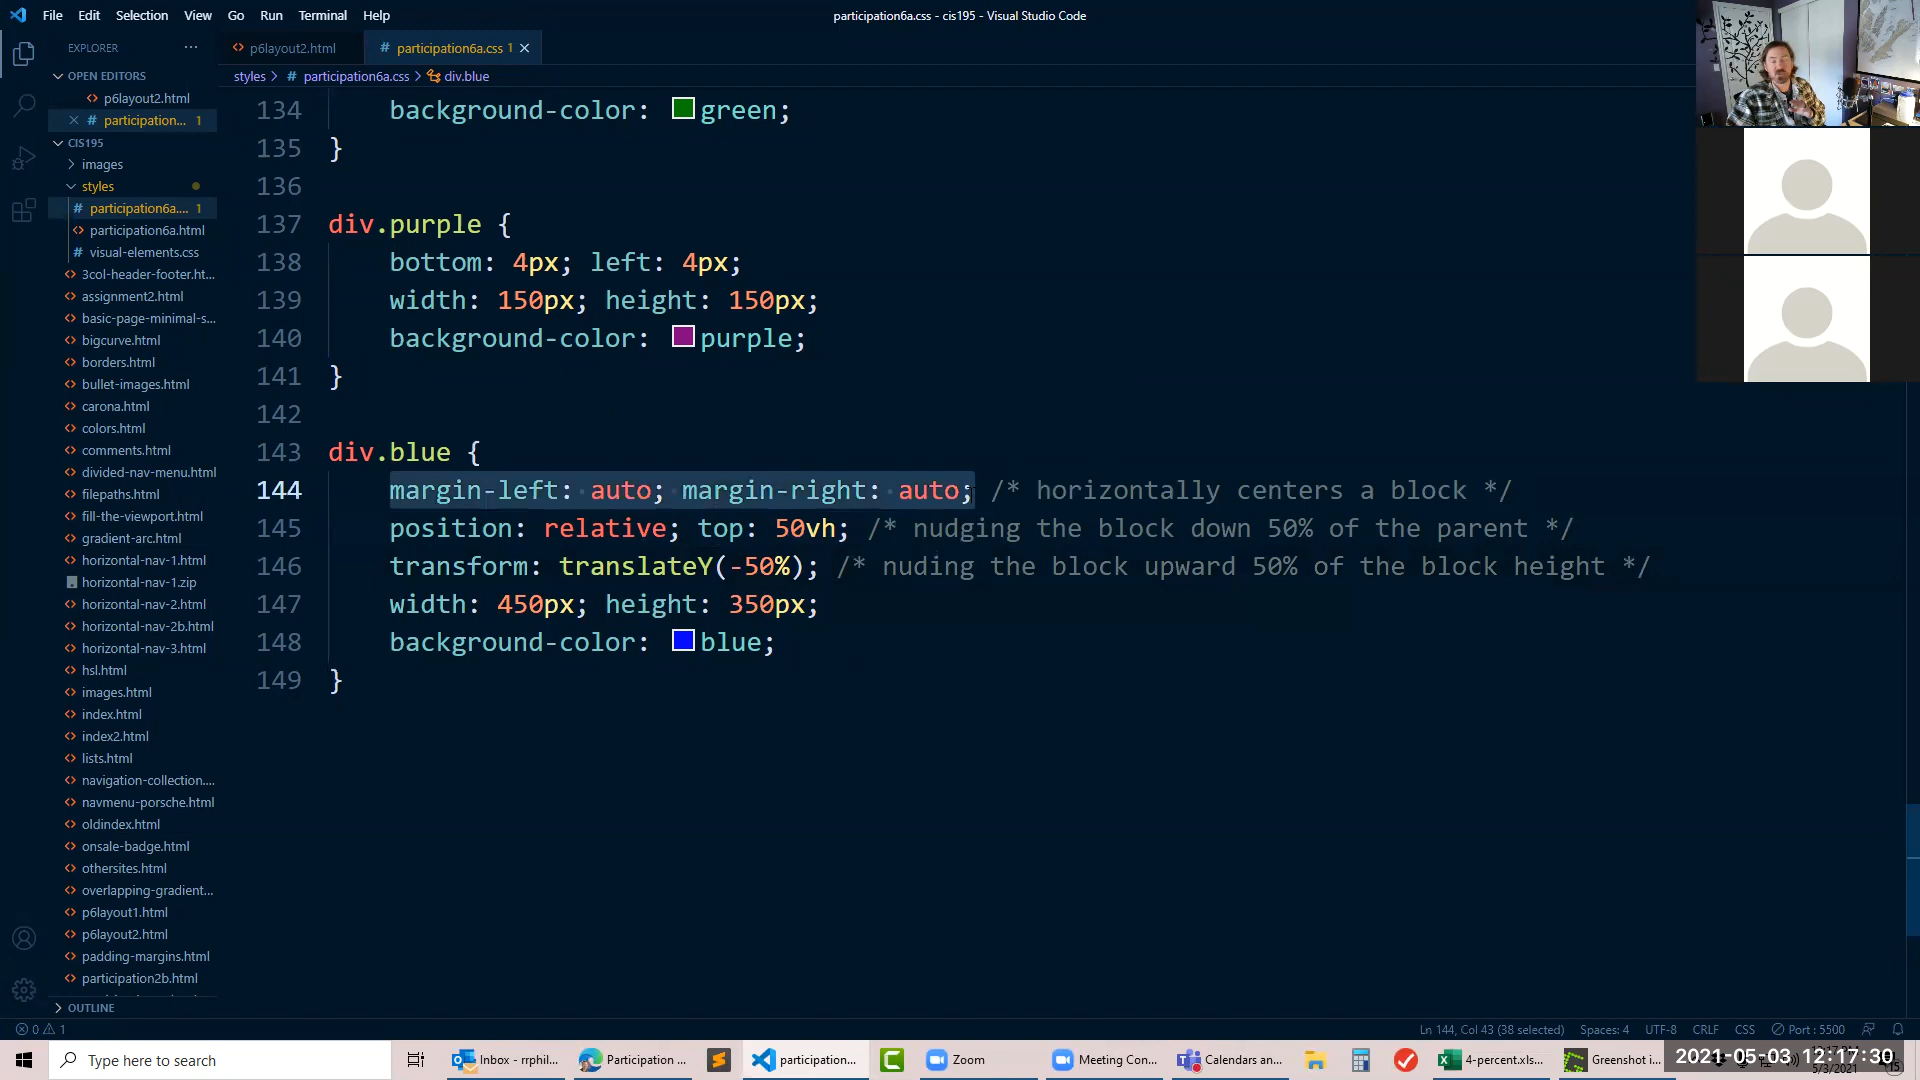 File Edit Selection View Go Run Terminal Help
participation6a.css - cis195 - Visual Studio Code
EXPLORER ···
p6layout2.html
# participation6a.css 1 ×
OPEN EDITORS
styles > # participation6a.css > div.blue
p6layout2.html
× # participation... 1
CIS195
images
styles
# participation6a.... 1
participation6a.html
# visual-elements.css
3col-header-footer.ht...
assignment2.html
basic-page-minimal-s...
bigcurve.html
borders.html
bullet-images.html
carona.html
colors.html
comments.html
divided-nav-menu.html
filepaths.html
fill-the-viewport.html
gradient-arc.html
horizontal-nav-1.html
horizontal-nav-1.zip
horizontal-nav-2.html
horizontal-nav-2b.html
horizontal-nav-3.html
hsl.html
images.html
index.html
index2.html
lists.html
navigation-collection....
navmenu-porsche.html
oldindex.html
onsale-badge.html
othersites.html
overlapping-gradient...
p6layout1.html
p6layout2.html
padding-margins.html
participation2b.html
OUTLINE
134 background-color: green;
135 }
136
137 div.purple {
138 bottom: 4px; left: 4px;
139 width: 150px; height: 150px;
140 background-color: purple;
141 }
142
143 div.blue {
144 margin-left: auto; margin-right: auto; /* horizontally centers a block */
145 position: relative; top: 50vh; /* nudging the block down 50% of the parent */
146 transform: translateY(-50%); /* nuding the block upward 50% of the block height */
147 width: 450px; height: 350px;
148 background-color: blue;
149 }
0 1
Ln 144, Col 43 (38 selected) Spaces: 4 UTF-8 CRLF CSS Port : 5500
Type here to search
Inbox - rrphil...
Participation ...
participation...
Zoom
Meeting Con...
Calendars an...
4-percent.xls...
Greenshot i...
2021-05-03 12:17:30
5/3/2021
15